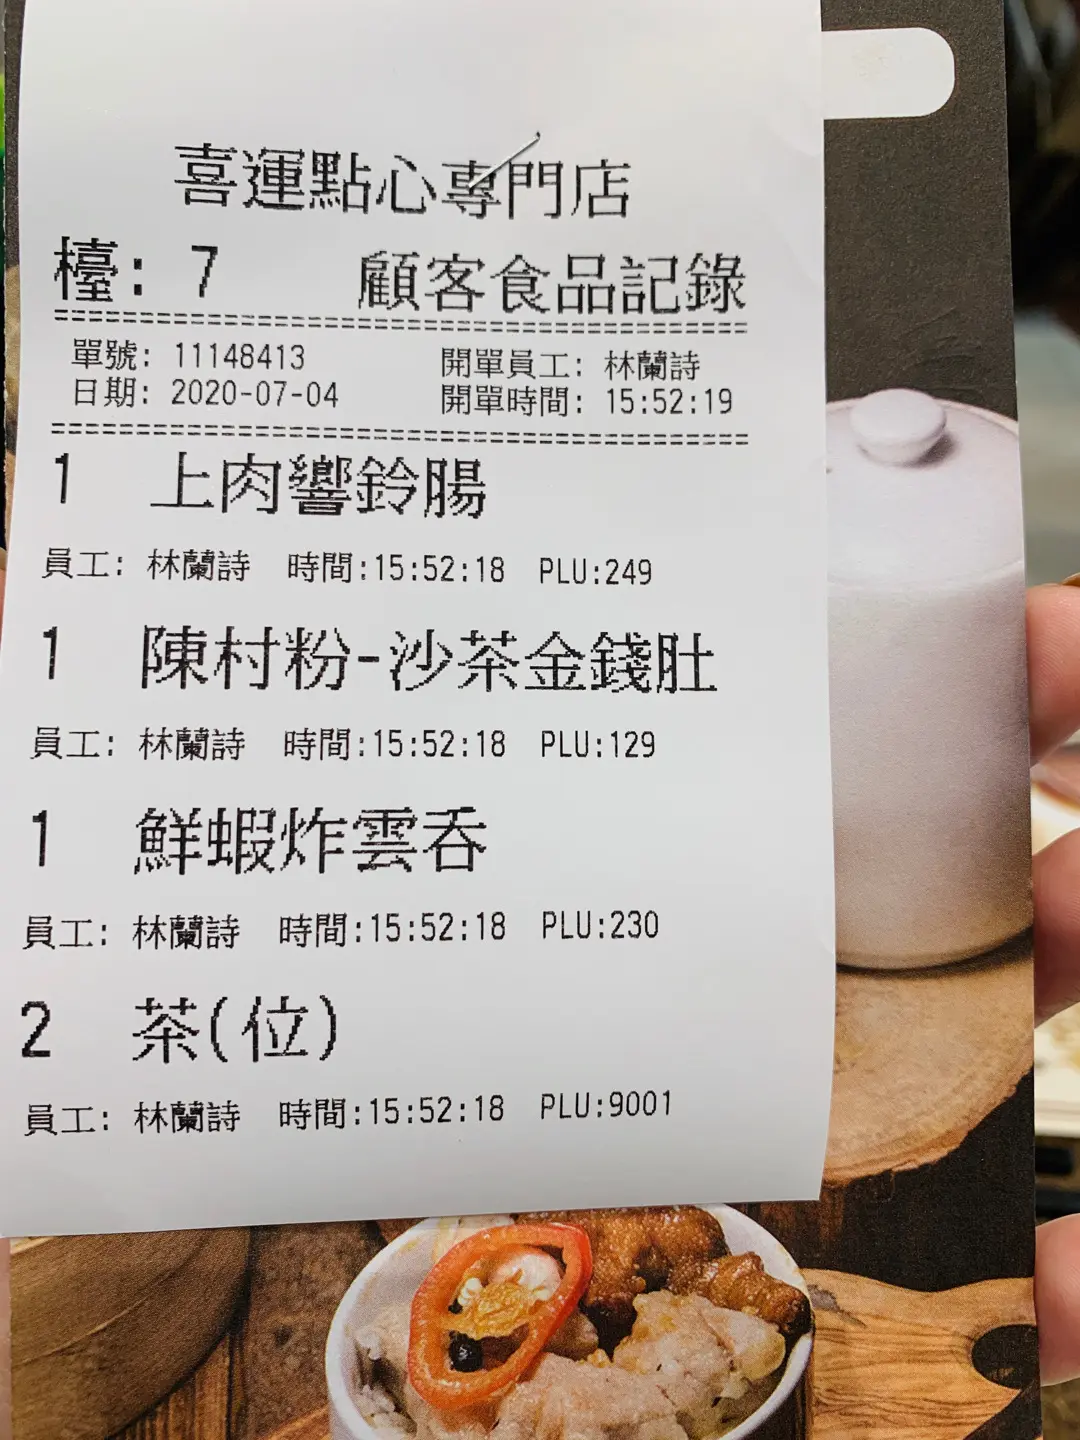 喜運點心專門店
檯: 7 顧客食品記錄
================================================
單號: 11148413 開單員工: 林蘭詩
日期: 2020-07-04 開單時間: 15:52:19
================================================
1 上肉響鈴腸
員工: 林蘭詩 時間:15:52:18 PLU:249
1 陳村粉-沙茶金錢肚
員工: 林蘭詩 時間:15:52:18 PLU:129
1 鮮蝦炸雲吞
員工: 林蘭詩 時間:15:52:18 PLU:230
2 茶(位)
員工: 林蘭詩 時間:15:52:18 PLU:9001